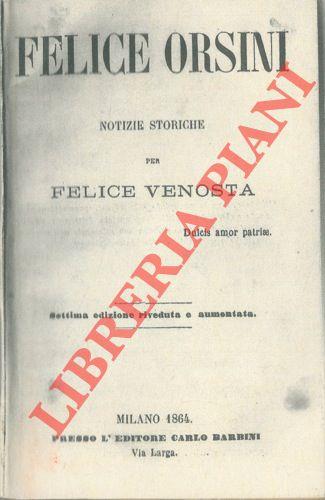 FELICE ORSINI
NOTIZIE STORICHE
PER
FELICE VENOSTA
Dulcis amor patriæ.
Settima edizione riveduta e aumentata.
MILANO 1864.
PRESSO L'EDITORE CARLO BARBINI
Via Larga.
LIBRERIA PIANI